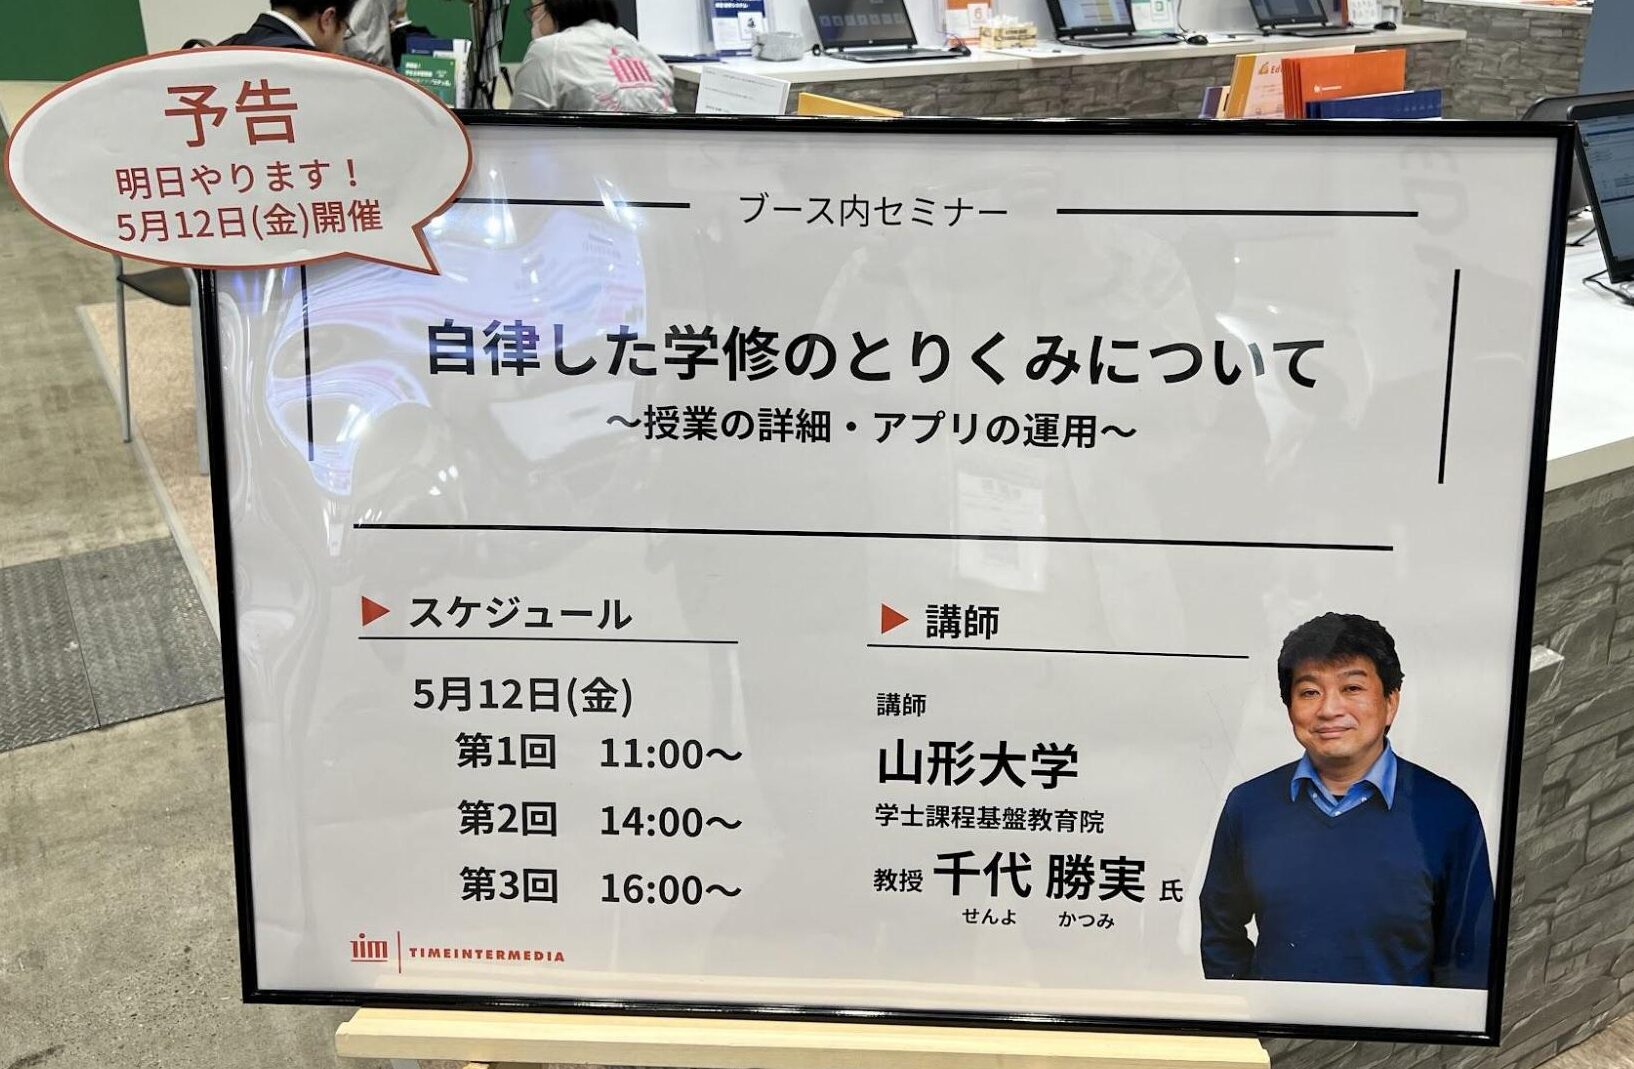 予告
明日やります！
5月12日(金)開催
ブース内セミナー
自律した学修のとりくみについて
～授業の詳細・アプリの運用～
スケジュール
5月12日(金)
第1回 11:00～
第2回 14:00～
第3回 16:00～
講師
講師
山形大学
学士課程基盤教育院
教授 千代 勝実 氏
せんよ かつみ
TIMEINTERMEDIA